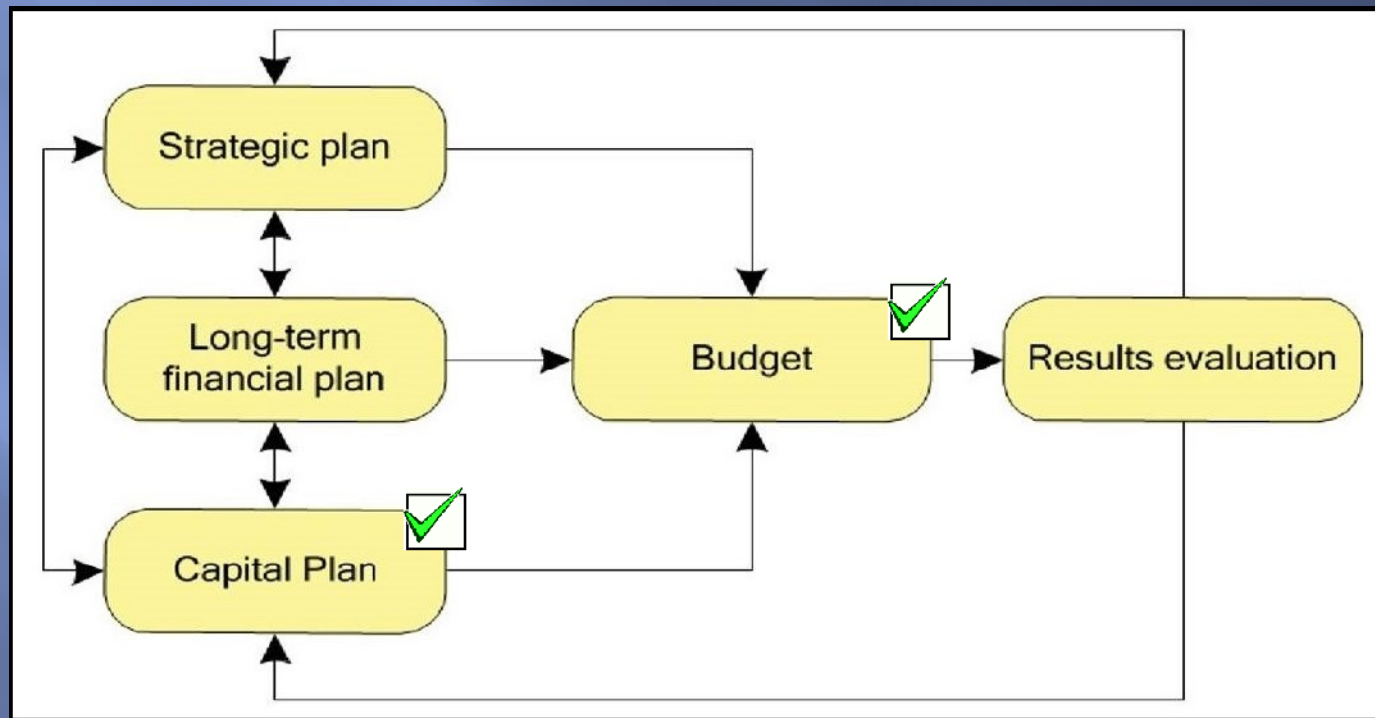 Strategic plan
Long-term
financial plan
Budget
Results evaluation
Capital Plan